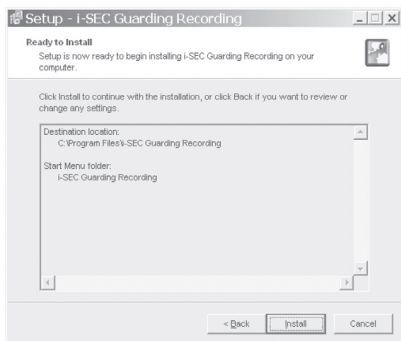 Setup - i-SEC Guarding Recording
Ready to Install
Setup is now ready to begin installing i-SEC Guarding Recording on your
computer.
Click Install to continue with the installation, or click Back if you want to review or
change any settings.
Destination location:
C:\Program Files\i-SEC Guarding Recording
Start Menu folder:
i-SEC Guarding Recording
< Back
Install
Cancel